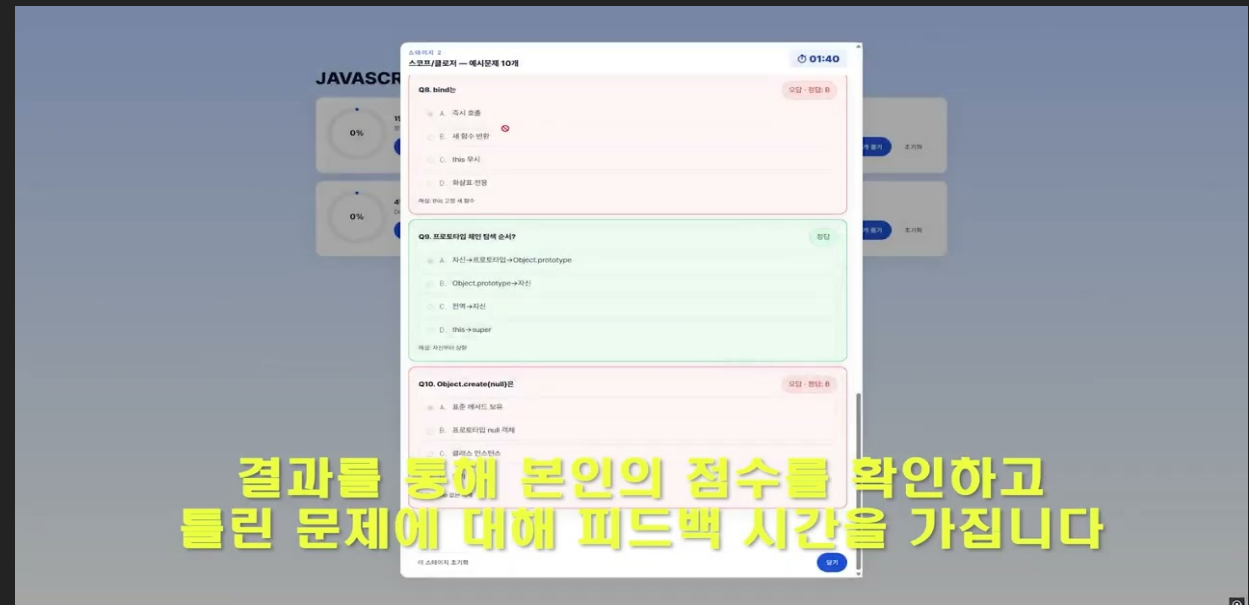 스테이지 2
스코프/클로저 — 예시문제 10개
01:40
JAVASCR
0%
초기화
0%
초기화
Q8. bind는
오답 · 정답: B
A. 즉시 호출
B. 새 함수 반환
C. this 무시
D. 화살표 전용
해설: this 고정 새 함수
Q9. 프로토타입 체인 탐색 순서?
정답
A. 자신→프로토타입→Object.prototype
B. Object.prototype→자신
C. 전역→자신
D. this→super
해설: 자신부터 상향
Q10. Object.create(null)은
오답 · 정답: B
A. 표준 메서드 보유
B. 프로토타입 null 객체
C. 클래스 인스턴스
결과를 통해 본인의 점수를 확인하고
틀린 문제에 대해 피드백 시간을 가집니다
이 스테이지 초기화
닫기